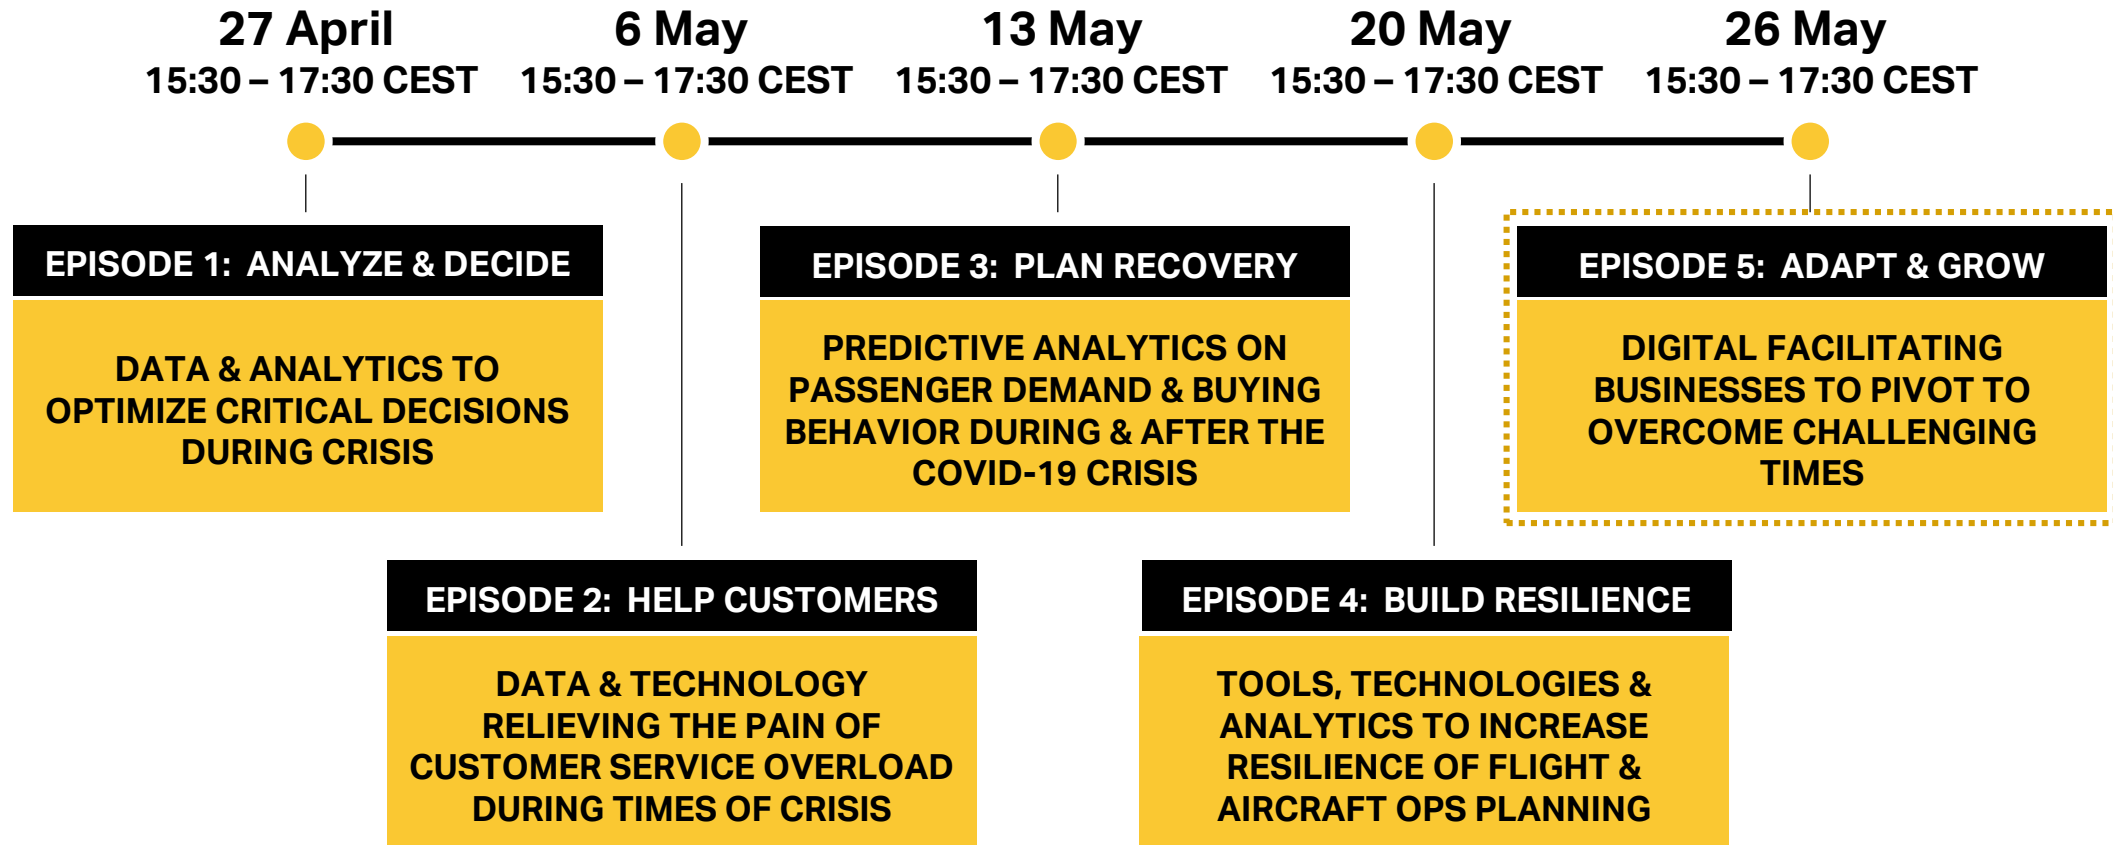 27 April
15:30 – 17:30 CEST
6 May
15:30 – 17:30 CEST
13 May
15:30 – 17:30 CEST
20 May
15:30 – 17:30 CEST
26 May
15:30 – 17:30 CEST
EPISODE 1: ANALYZE & DECIDE
DATA & ANALYTICS TO
OPTIMIZE CRITICAL DECISIONS
DURING CRISIS
EPISODE 2: HELP CUSTOMERS
DATA & TECHNOLOGY
RELIEVING THE PAIN OF
CUSTOMER SERVICE OVERLOAD
DURING TIMES OF CRISIS
EPISODE 3: PLAN RECOVERY
PREDICTIVE ANALYTICS ON
PASSENGER DEMAND & BUYING
BEHAVIOR DURING & AFTER THE
COVID-19 CRISIS
EPISODE 4: BUILD RESILIENCE
TOOLS, TECHNOLOGIES &
ANALYTICS TO INCREASE
RESILIENCE OF FLIGHT &
AIRCRAFT OPS PLANNING
EPISODE 5: ADAPT & GROW
DIGITAL FACILITATING
BUSINESSES TO PIVOT TO
OVERCOME CHALLENGING
TIMES